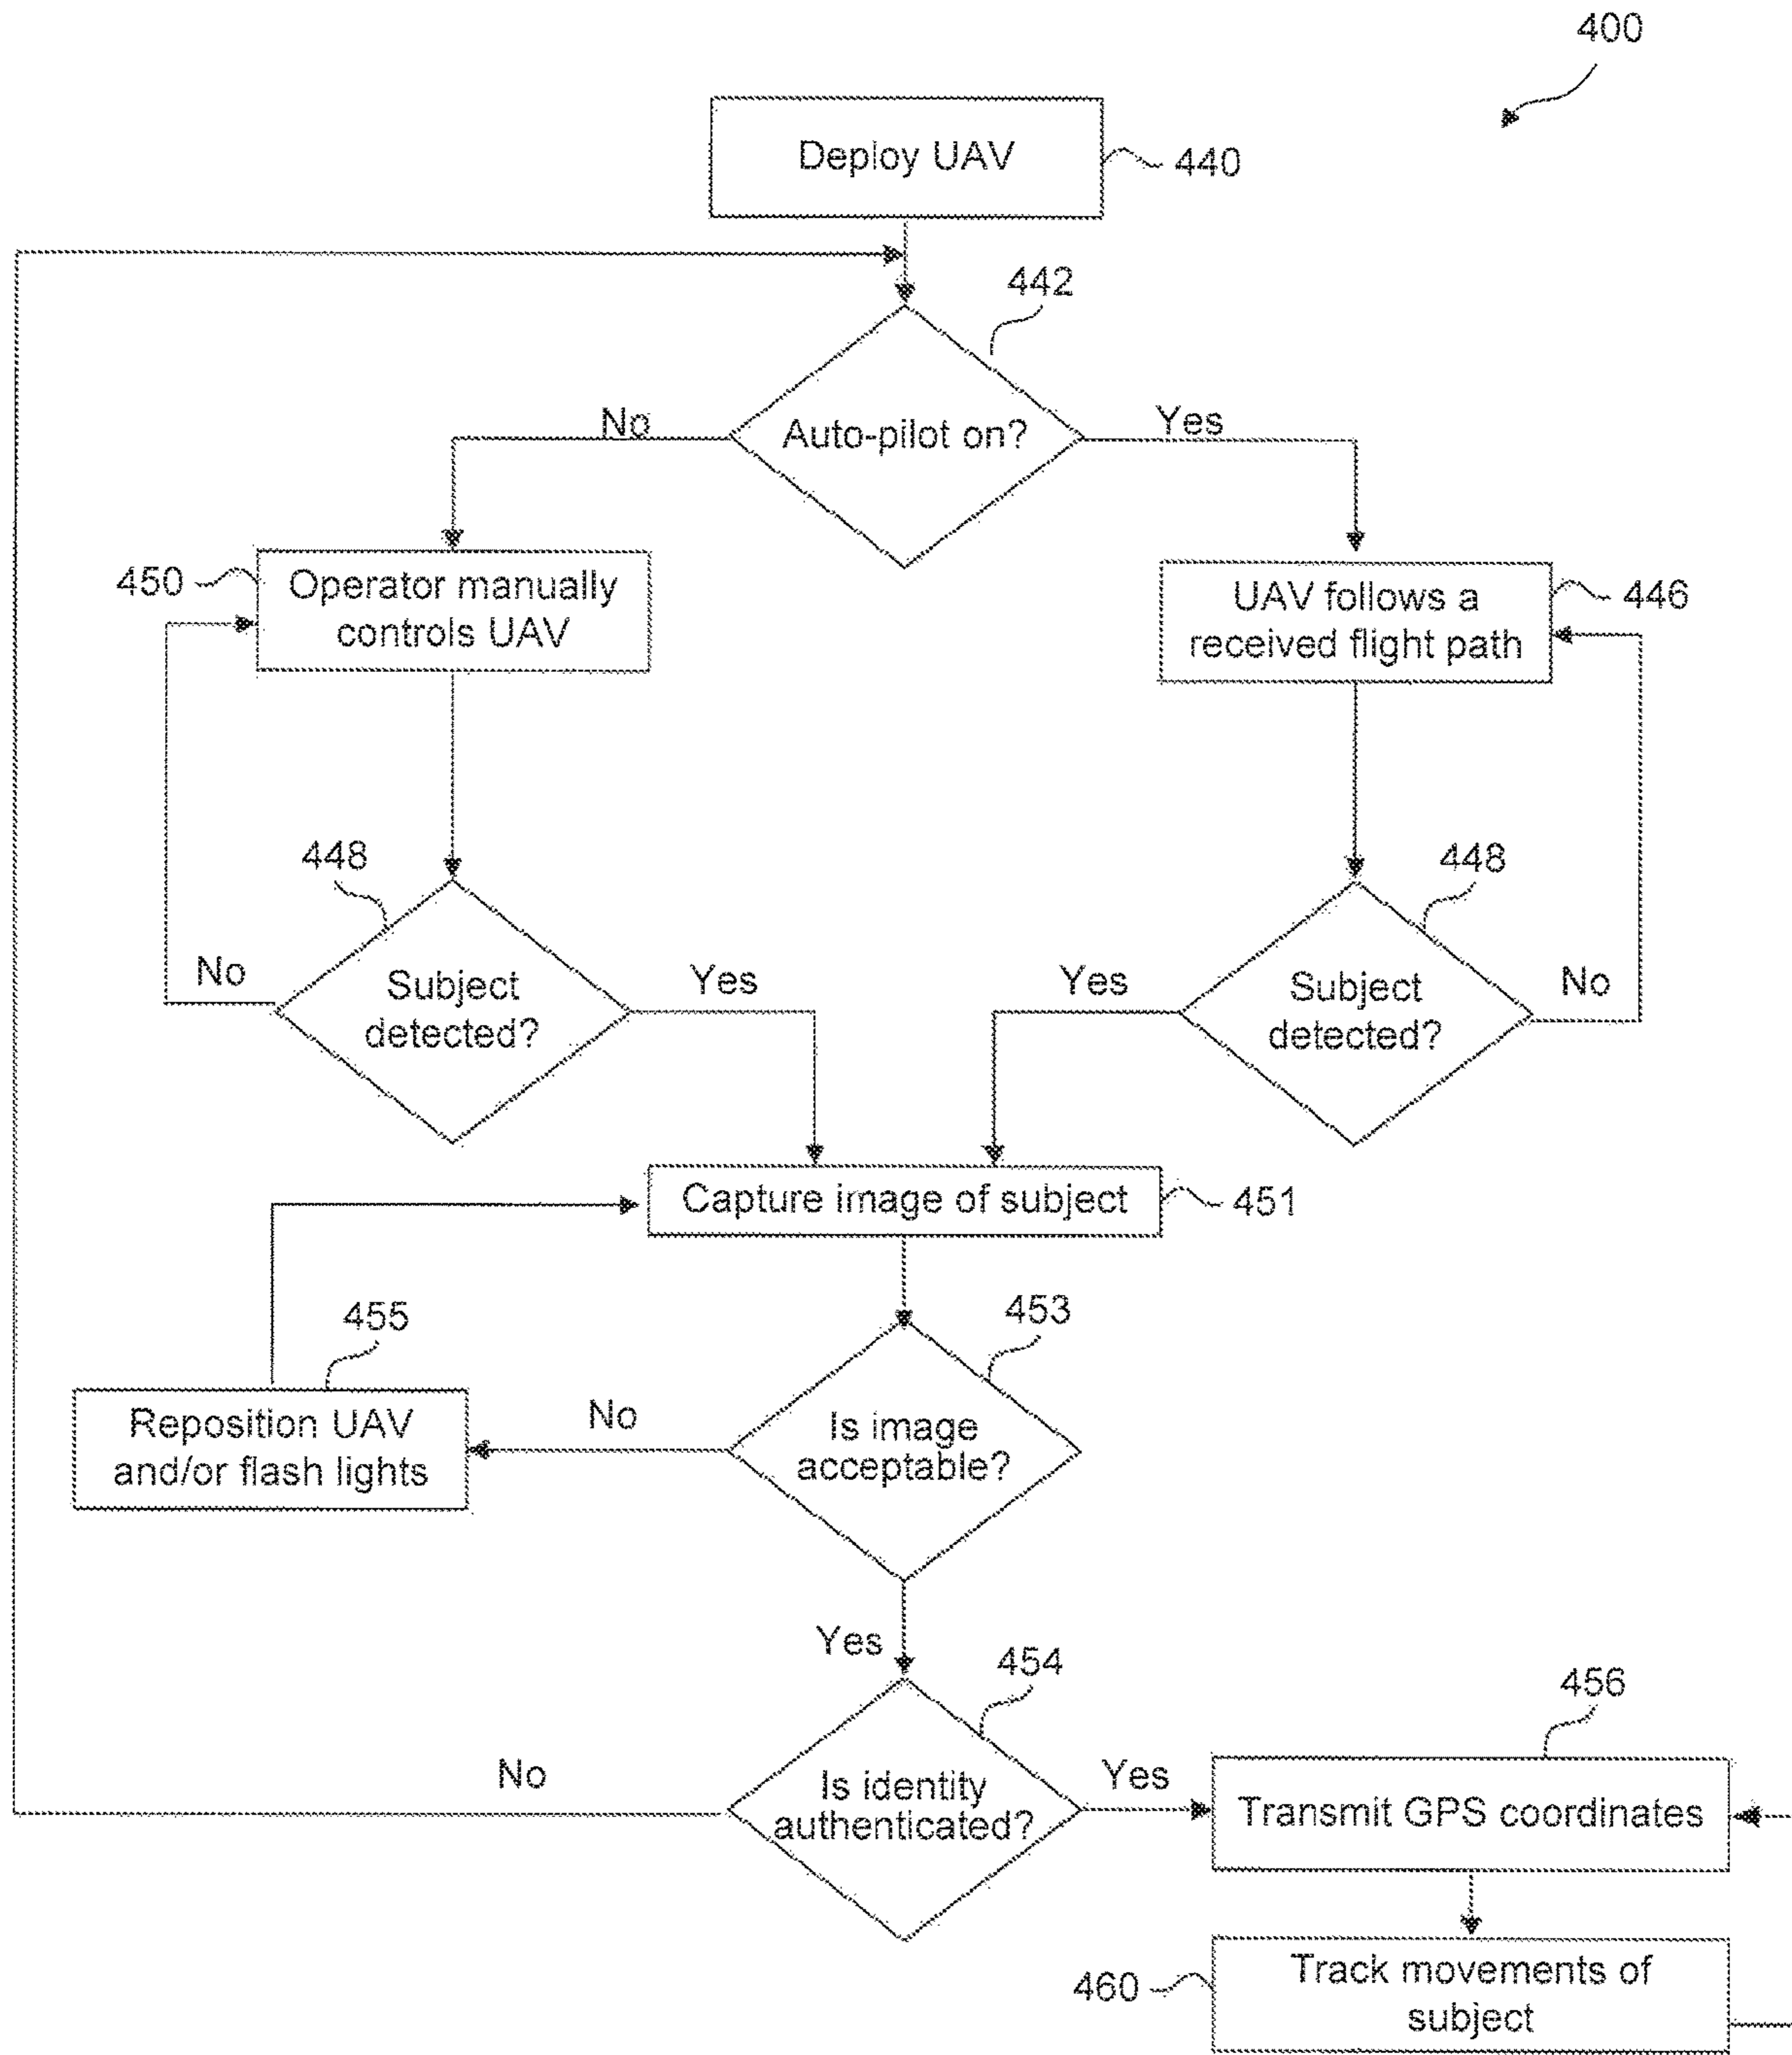 400
Deploy UAV
440
442
No
Auto-pilot on?
Yes
450
Operator manually
controls UAV
UAV follows a
received flight path
446
448
448
No
Subject
detected?
Yes
Yes
Subject
detected?
No
Capture image of subject
451
455
453
Reposition UAV
and/or flash lights
No
Is image
acceptable?
Yes
454
456
No
Is identity
authenticated?
Yes
Transmit GPS coordinates
460
Track movements of
subject